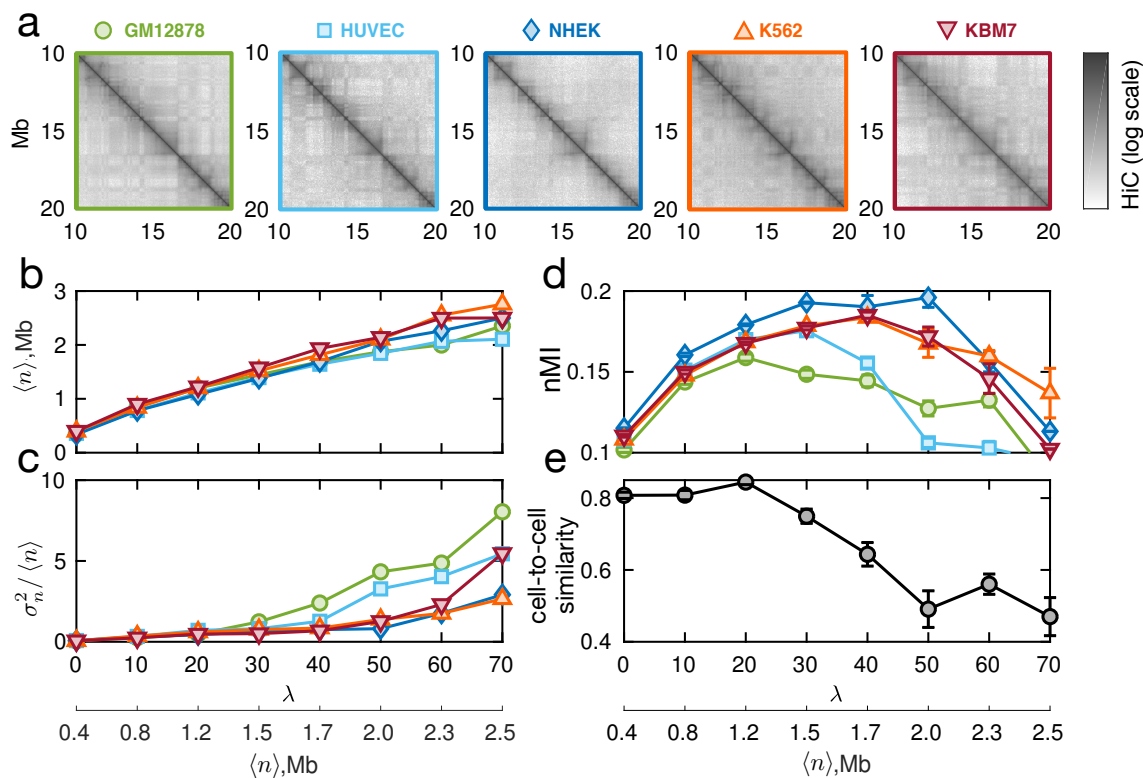 a
GM12878 HUVEC NHEK K562 KBM7
10 10 10 10 10
Mb 15 15 15 15 15
20 20 20 20 20
10 15 20 10 15 20 10 15 20 10 15 20 10 15 20
HiC (log scale)
b
3
2
1
0
⟨n⟩,Mb
c
10
5
0
σ²ₙ/⟨n⟩
0 10 20 30 40 50 60 70
λ
0.4 0.8 1.2 1.5 1.7 2.0 2.3 2.5
⟨n⟩,Mb
d
0.2
0.15
0.1
nMI
e
0.8
0.6
0.4
cell-to-cell
similarity
0 10 20 30 40 50 60 70
λ
0.4 0.8 1.2 1.5 1.7 2.0 2.3 2.5
⟨n⟩,Mb